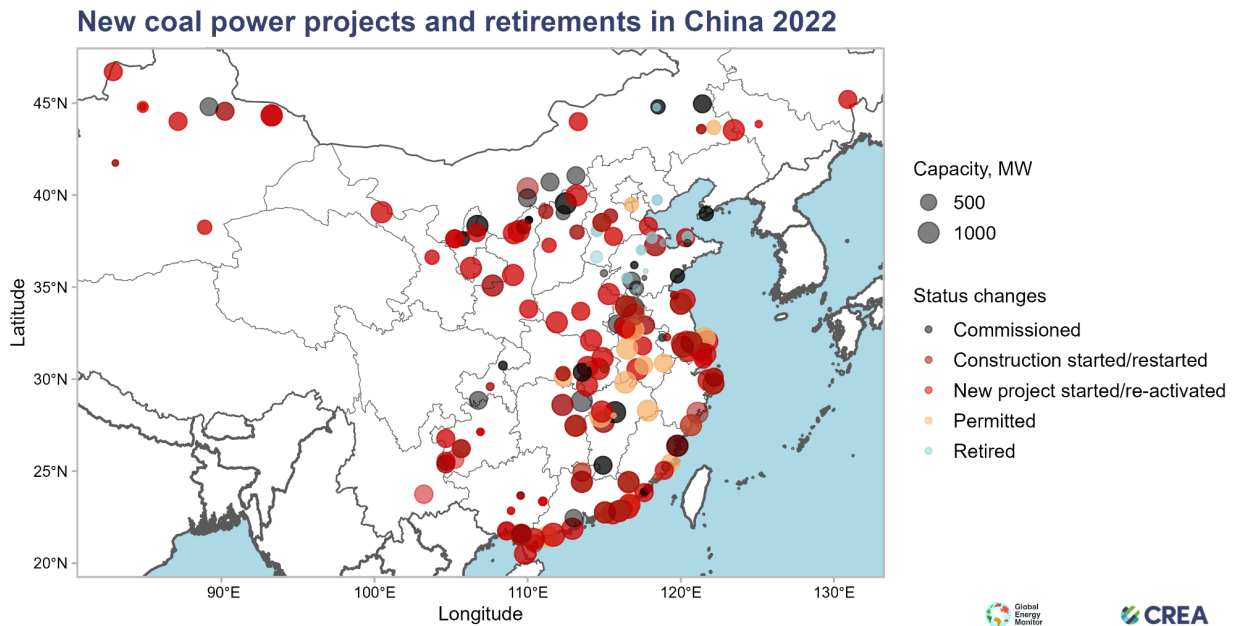 New coal power projects and retirements in China 2022
45°N
40°N
35°N
30°N
25°N
20°N
Latitude
90°E
100°E
110°E
120°E
130°E
Longitude
Capacity, MW
500
1000
Status changes
Commissioned
Construction started/restarted
New project started/re-activated
Permitted
Retired
Global
Energy
Monitor
CREA